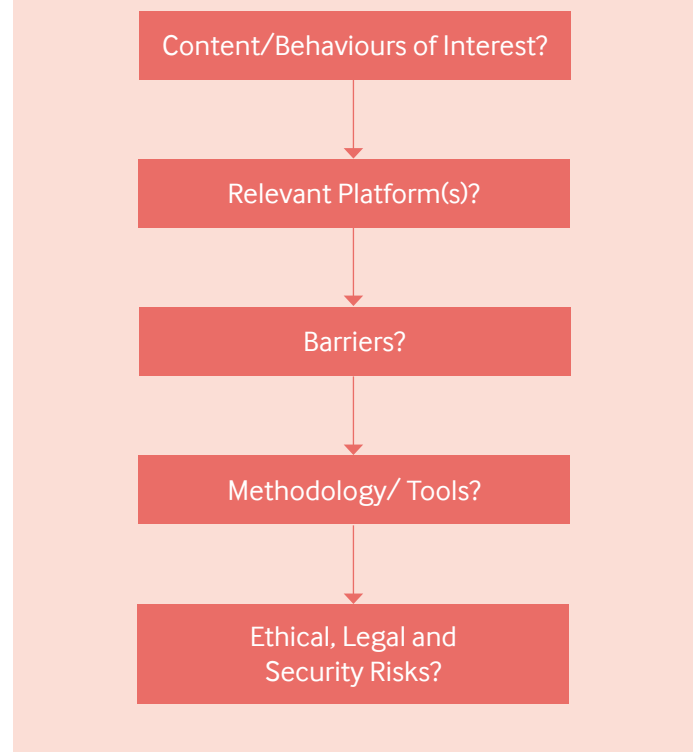 Content/Behaviours of Interest?
Relevant Platform(s)?
Barriers?
Methodology/ Tools?
Ethical, Legal and
Security Risks?